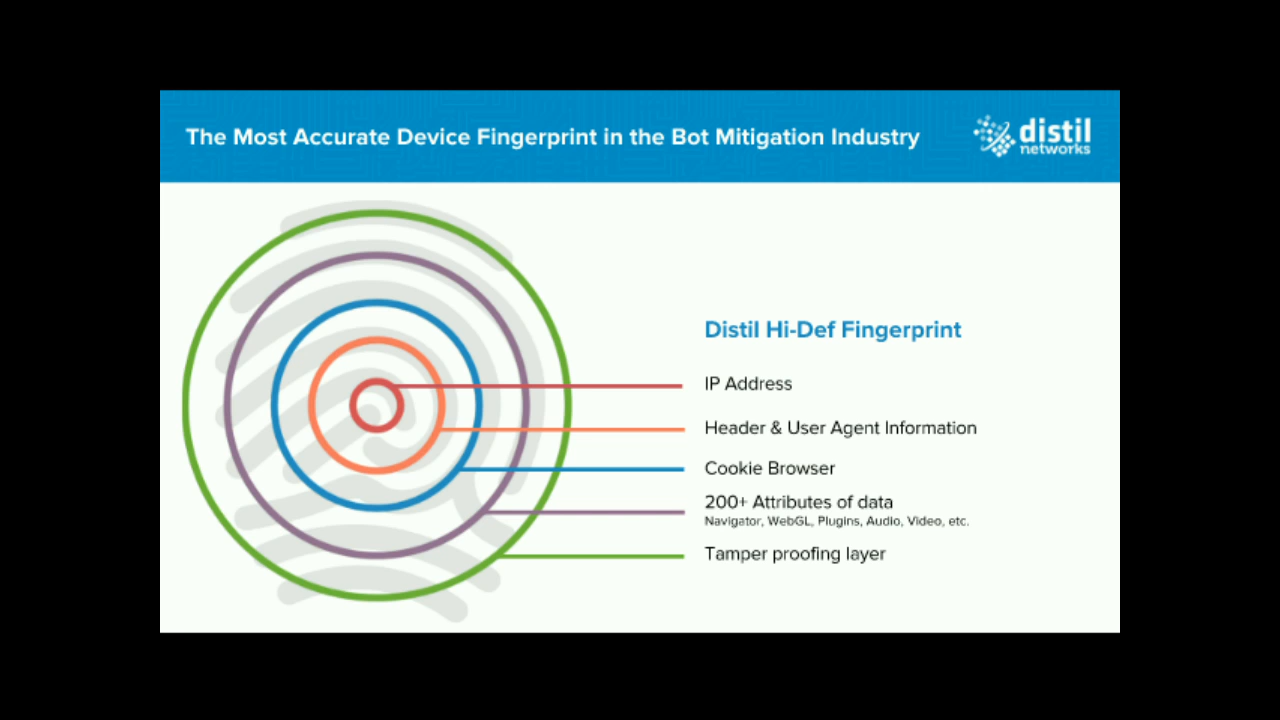 The Most Accurate Device Fingerprint in the Bot Mitigation Industry
distil
networks
Distil Hi-Def Fingerprint
IP Address
Header & User Agent Information
Cookie Browser
200+ Attributes of data
Navigator, WebGL, Plugins, Audio, Video, etc.
Tamper proofing layer